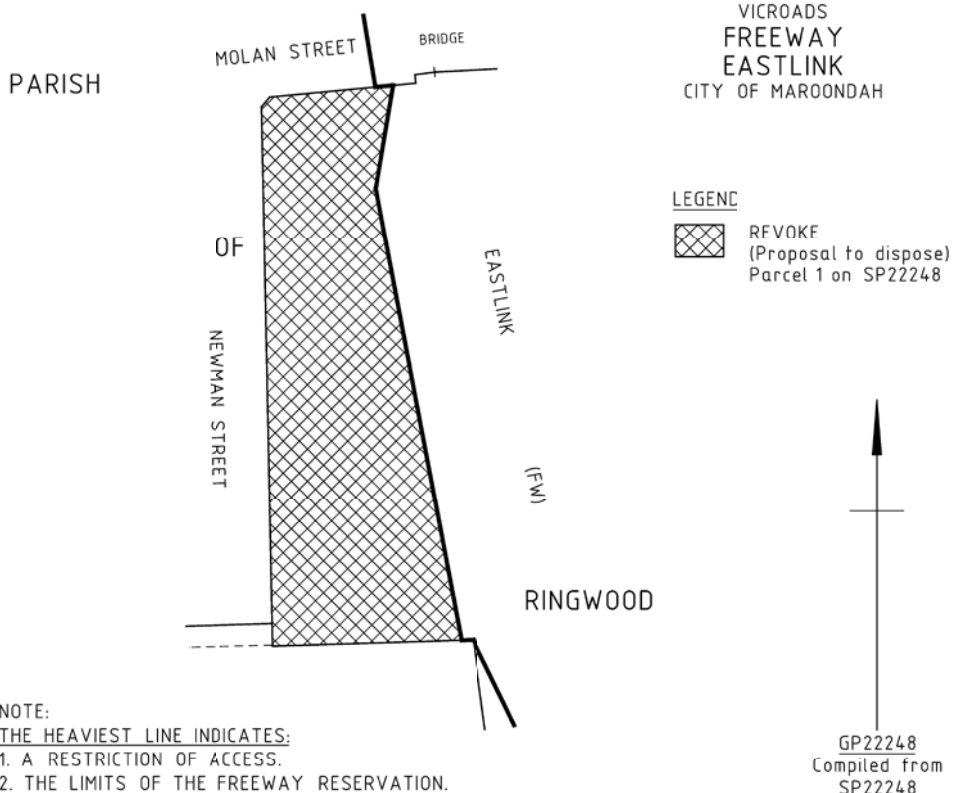 VICROADS
FREEWAY
EASTLINK
CITY OF MAROONDAH
MOLAN STREET
BRIDGE
PARISH
LEGEND
REVOKE
(Proposal to dispose)
Parcel 1 on SP22248
OF
EASTLINK
NEWMAN STREET
(FW)
RINGWOOD
NOTE:
THE HEAVIEST LINE INDICATES:
1. A RESTRICTION OF ACCESS.
2. THE LIMITS OF THE FREEWAY RESERVATION.
GP22248
Compiled from
SP22248